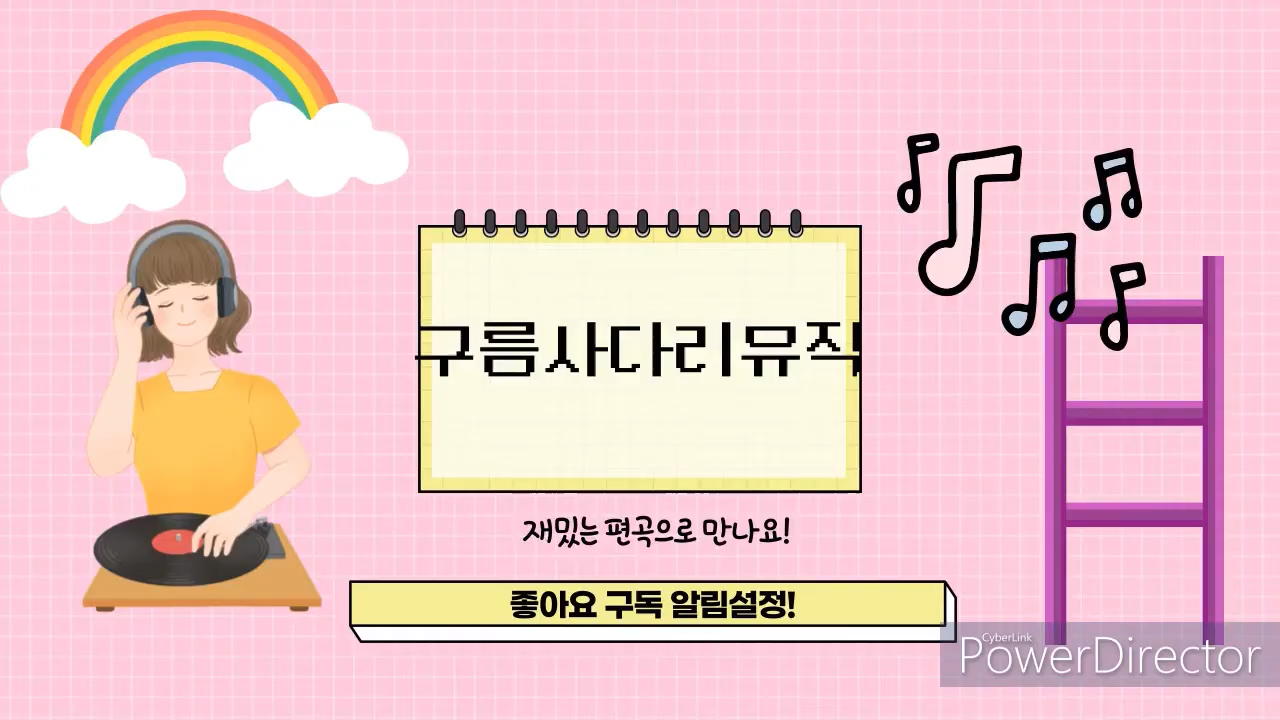 구름사다리뮤직
재밌는 편곡으로 만나요!
좋아요 구독 알림설정!
CyberLink
PowerDirector